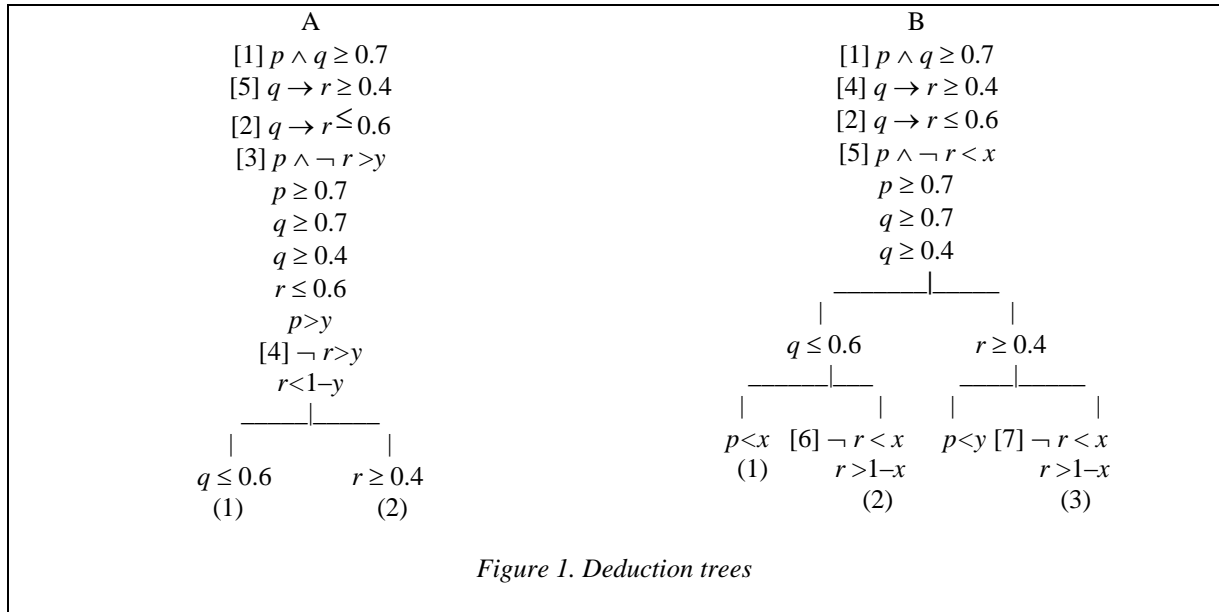 A
[1] p ∧ q ≥ 0.7
[5] q → r ≥ 0.4
[2] q → r ≤ 0.6
[3] p ∧ ¬ r >y
p ≥ 0.7
q ≥ 0.7
q ≥ 0.4
r ≤ 0.6
p>y
[4] ¬ r>y
r<1–y
q ≤ 0.6 r ≥ 0.4
(1) (2)
B
[1] p ∧ q ≥ 0.7
[4] q → r ≥ 0.4
[2] q → r ≤ 0.6
[5] p ∧ ¬ r < x
p ≥ 0.7
q ≥ 0.7
q ≥ 0.4
q ≤ 0.6 r ≥ 0.4
p<x [6] ¬ r < x p<y [7] ¬ r < x
(1) r >1–x r >1–x
(2) (3)
Figure 1. Deduction trees